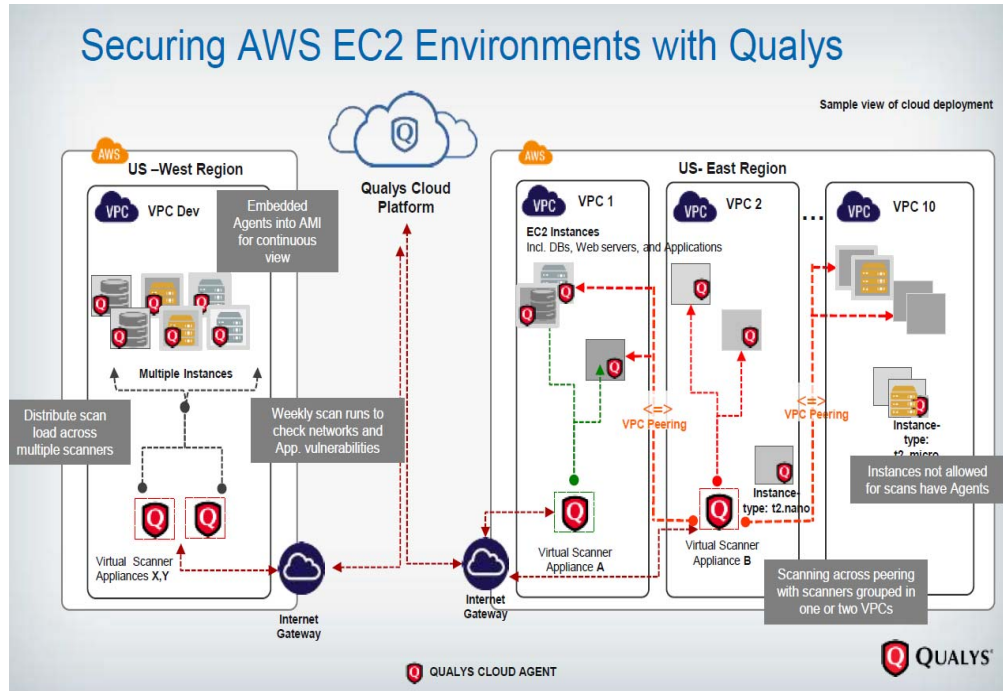 Securing AWS EC2 Environments with Qualys
Sample view of cloud deployment
Qualys Cloud
Platform
AWS
US –West Region
VPC
VPC Dev
Embedded
Agents into AMI
for continuous
view
Multiple Instances
Distribute scan
load across
multiple scanners
Weekly scan runs to
check networks and
App. vulnerabilities
Virtual Scanner
Appliances X,Y
Internet
Gateway
AWS
US- East Region
VPC
VPC 1
EC2 Instances
Incl. DBs, Web servers, and Applications
<=>
VPC Peering
Virtual Scanner
Appliance A
Internet
Gateway
VPC
VPC 2
...
Instance-
type: t2.nano
Virtual Scanner
Appliance B
<=>
VPC Peering
VPC
VPC 10
Instance-
type:
t2.micro
Instances not allowed
for scans have Agents
Scanning across peering
with scanners grouped in
one or two VPCs
QUALYS CLOUD AGENT
QUALYS®